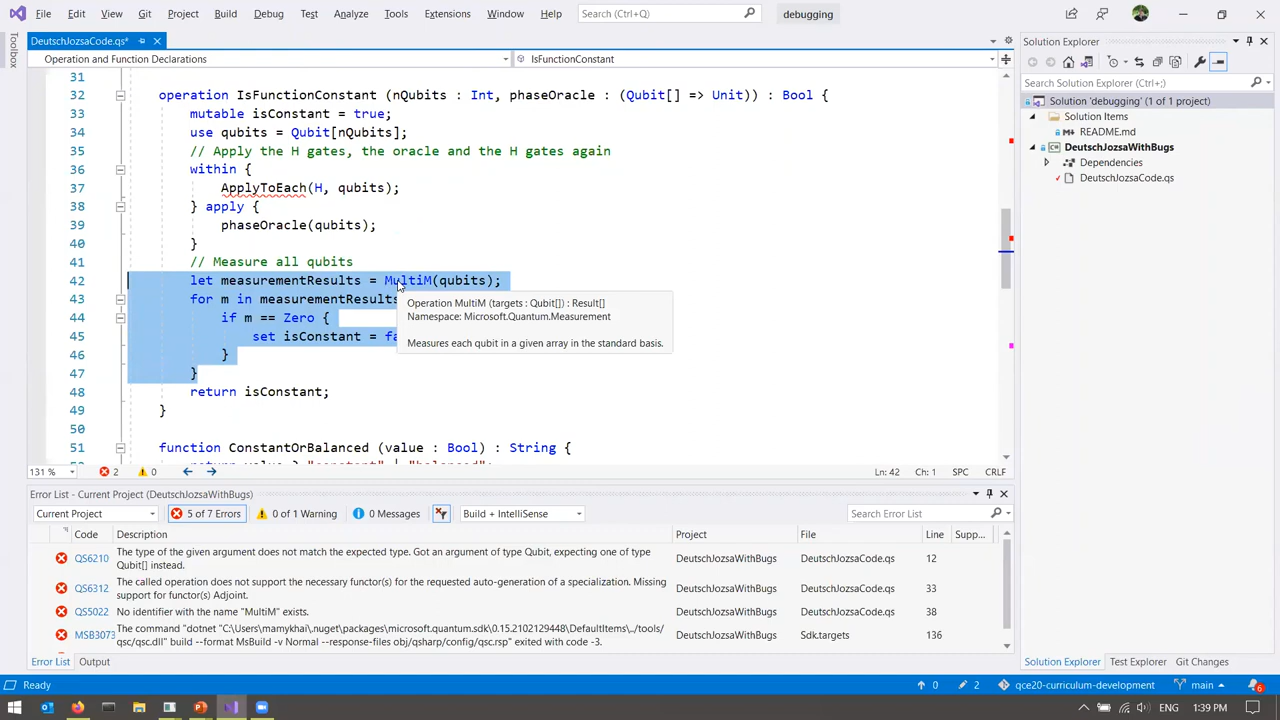 File Edit View Git Project Build Debug Test Analyze Tools Extensions Window Help Search (Ctrl+Q) debugging
Toolbox
DeutschJozsaCode.qs*
Operation and Function Declarations IsFunctionConstant
31
32 operation IsFunctionConstant (nQubits : Int, phaseOracle : (Qubit[] => Unit)) : Bool {
33 mutable isConstant = true;
34 use qubits = Qubit[nQubits];
35 // Apply the H gates, the oracle and the H gates again
36 within {
37 ApplyToEach(H, qubits);
38 } apply {
39 phaseOracle(qubits);
40 }
41 // Measure all qubits
42 let measurementResults = MultiM(qubits);
43 for m in measurementResults
44 if m == Zero {
45 set isConstant = fa
46 }
47 }
48 return isConstant;
49 }
50
51 function ConstantOrBalanced (value : Bool) : String {
return value ? "constant" | "balanced";
Operation MultiM (targets : Qubit[]) : Result[]
Namespace: Microsoft.Quantum.Measurement
Measures each qubit in a given array in the standard basis.
131 % 2 0 Ln: 42 Ch: 1 SPC CRLF
Error List - Current Project (DeutschJozsaWithBugs)
Current Project 5 of 7 Errors 0 of 1 Warning 0 Messages Build + IntelliSense Search Error List
Code Description Project File Line Supp...
QS6210 The type of the given argument does not match the expected type. Got an argument of type Qubit, expecting one of type Qubit[] instead. DeutschJozsaWithBugs DeutschJozsaCode.qs 12
QS6312 The called operation does not support the necessary functor(s) for the requested auto-generation of a specialization. Missing support for functor(s) Adjoint. DeutschJozsaWithBugs DeutschJozsaCode.qs 33
QS5022 No identifier with the name "MultiM" exists. DeutschJozsaWithBugs DeutschJozsaCode.qs 38
MSB3073 The command "dotnet "C:\Users\mamykhai\.nuget\packages\microsoft.quantum.sdk\0.15.2102129448\DefaultItems\../tools/qsc/qsc.dll" build --format MsBuild -v Normal --response-files obj/qsharp/config/qsc.rsp" exited with code -3. DeutschJozsaWithBugs Sdk.targets 136
Error List Output
Solution Explorer
Search Solution Explorer (Ctrl+;)
Solution 'debugging' (1 of 1 project)
Solution Items
README.md
DeutschJozsaWithBugs
Dependencies
DeutschJozsaCode.qs
Solution Explorer Test Explorer Git Changes
Ready 0 2 qce20-curriculum-development main 6
ENG 1:39 PM